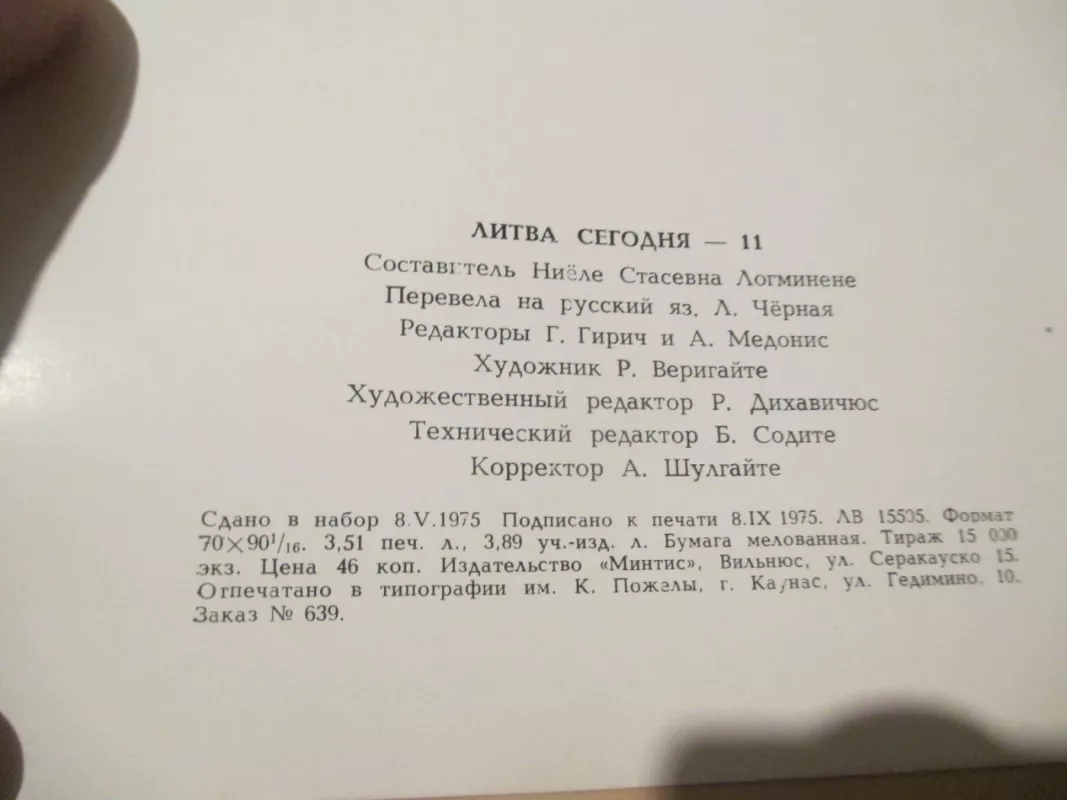 ЛИТВА СЕГОДНЯ — 11
Составитель Ниёле Стасевна Логминене
Перевела на русский яз. Л. Чёрная
Редакторы Г. Гирич и А. Медонис
Художник Р. Веригайте
Художественный редактор Р. Дихавичюс
Технический редактор Б. Содите
Корректор А. Шулгайте
Сдано в набор 8.V.1975 Подписано к печати 8.IX 1975. ЛВ 15505. Формат
70×90¹/₁₆. 3,51 печ. л., 3,89 уч.-изд. л. Бумага мелованная. Тираж 15 000
экз. Цена 46 коп. Издательство «Минтис», Вильнюс, ул. Серакауско 15.
Отпечатано в типографии им. К. Пожелы, г. Каунас, ул. Гедимино, 10.
Заказ № 639.